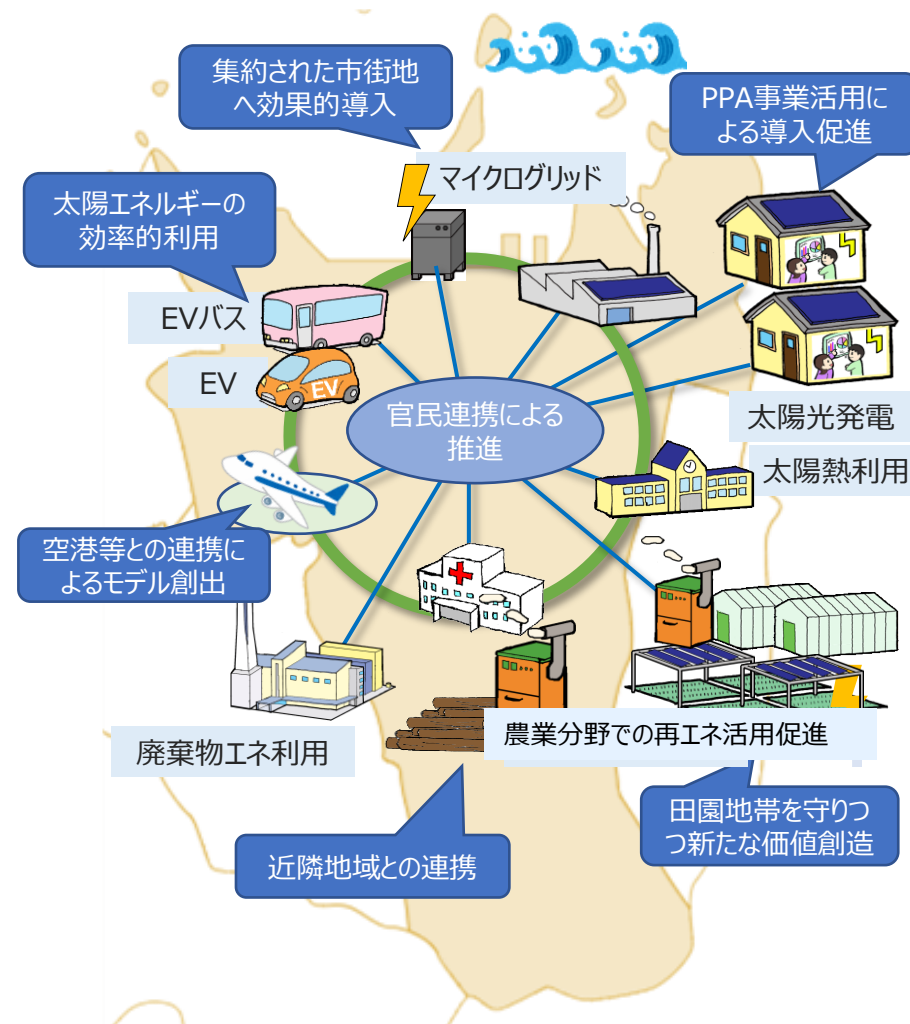 集約された市街地
へ効果的導入
PPA事業活用に
よる導入促進
マイクログリッド
太陽エネルギーの
効率的利用
EVバス
EV
EV
官民連携による
推進
太陽光発電
太陽熱利用
空港等との連携に
よるモデル創出
農業分野での再エネ活用促進
廃棄物エネ利用
田園地帯を守りつ
つ新たな価値創造
近隣地域との連携